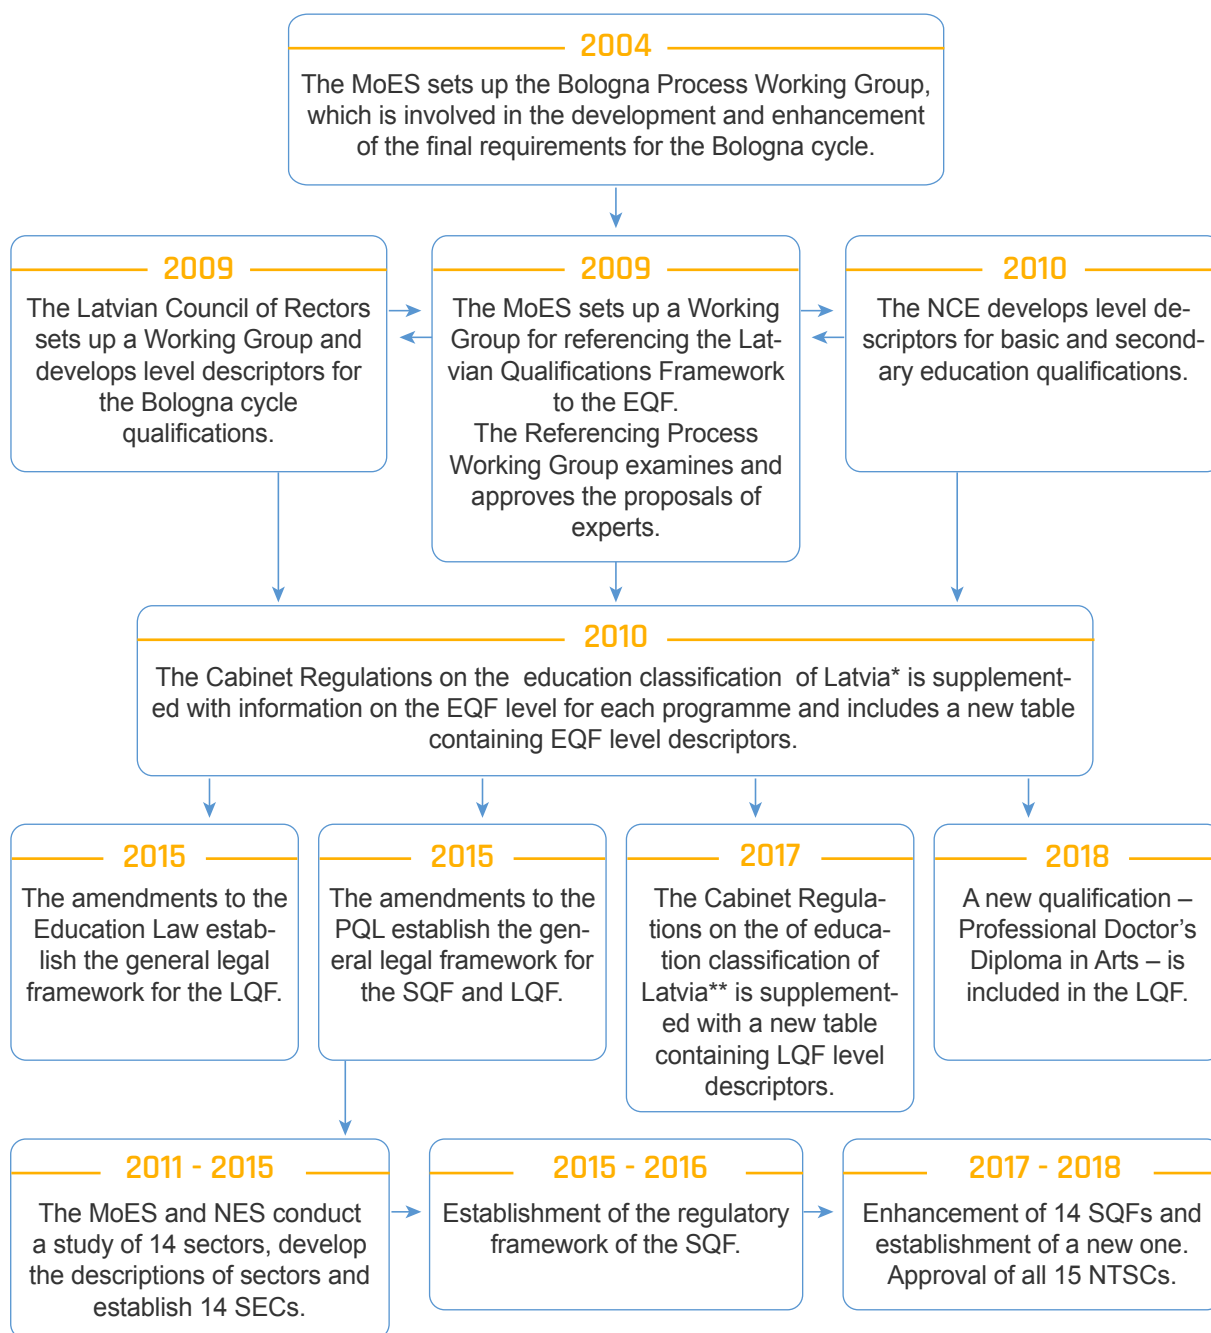 2004
The MoES sets up the Bologna Process Working Group,
which is involved in the development and enhancement
of the final requirements for the Bologna cycle.
2009
The Latvian Council of Rectors
sets up a Working Group and
develops level descriptors for
the Bologna cycle
qualifications.
2009
The MoES sets up a Working
Group for referencing the Lat-
vian Qualifications Framework
to the EQF.
The Referencing Process
Working Group examines and
approves the proposals of
experts.
2010
The NCE develops level de-
scriptors for basic and second-
ary education qualifications.
2010
The Cabinet Regulations on the education classification of Latvia* is supplement-
ed with information on the EQF level for each programme and includes a new table
containing EQF level descriptors.
2015
The amendments to the
Education Law estab-
lish the general legal
framework for the LQF.
2015
The amendments to the
PQL establish the gen-
eral legal framework for
the SQF and LQF.
2017
The Cabinet Regula-
tions on the of educa-
tion classification of
Latvia** is supplement-
ed with a new table
containing LQF level
descriptors.
2018
A new qualification –
Professional Doctor's
Diploma in Arts – is
included in the LQF.
2011 - 2015
The MoES and NES conduct
a study of 14 sectors, develop
the descriptions of sectors and
establish 14 SECs.
2015 - 2016
Establishment of the regulatory
framework of the SQF.
2017 - 2018
Enhancement of 14 SQFs and
establishment of a new one.
Approval of all 15 NTSCs.